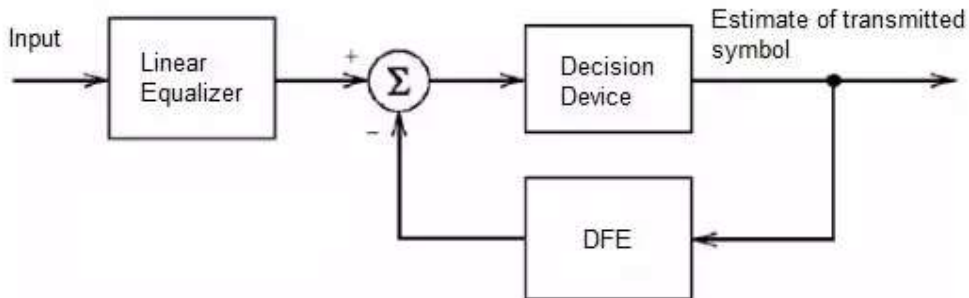 Input
Linear
Equalizer
+
Σ
−
Decision
Device
Estimate of transmitted
symbol
DFE